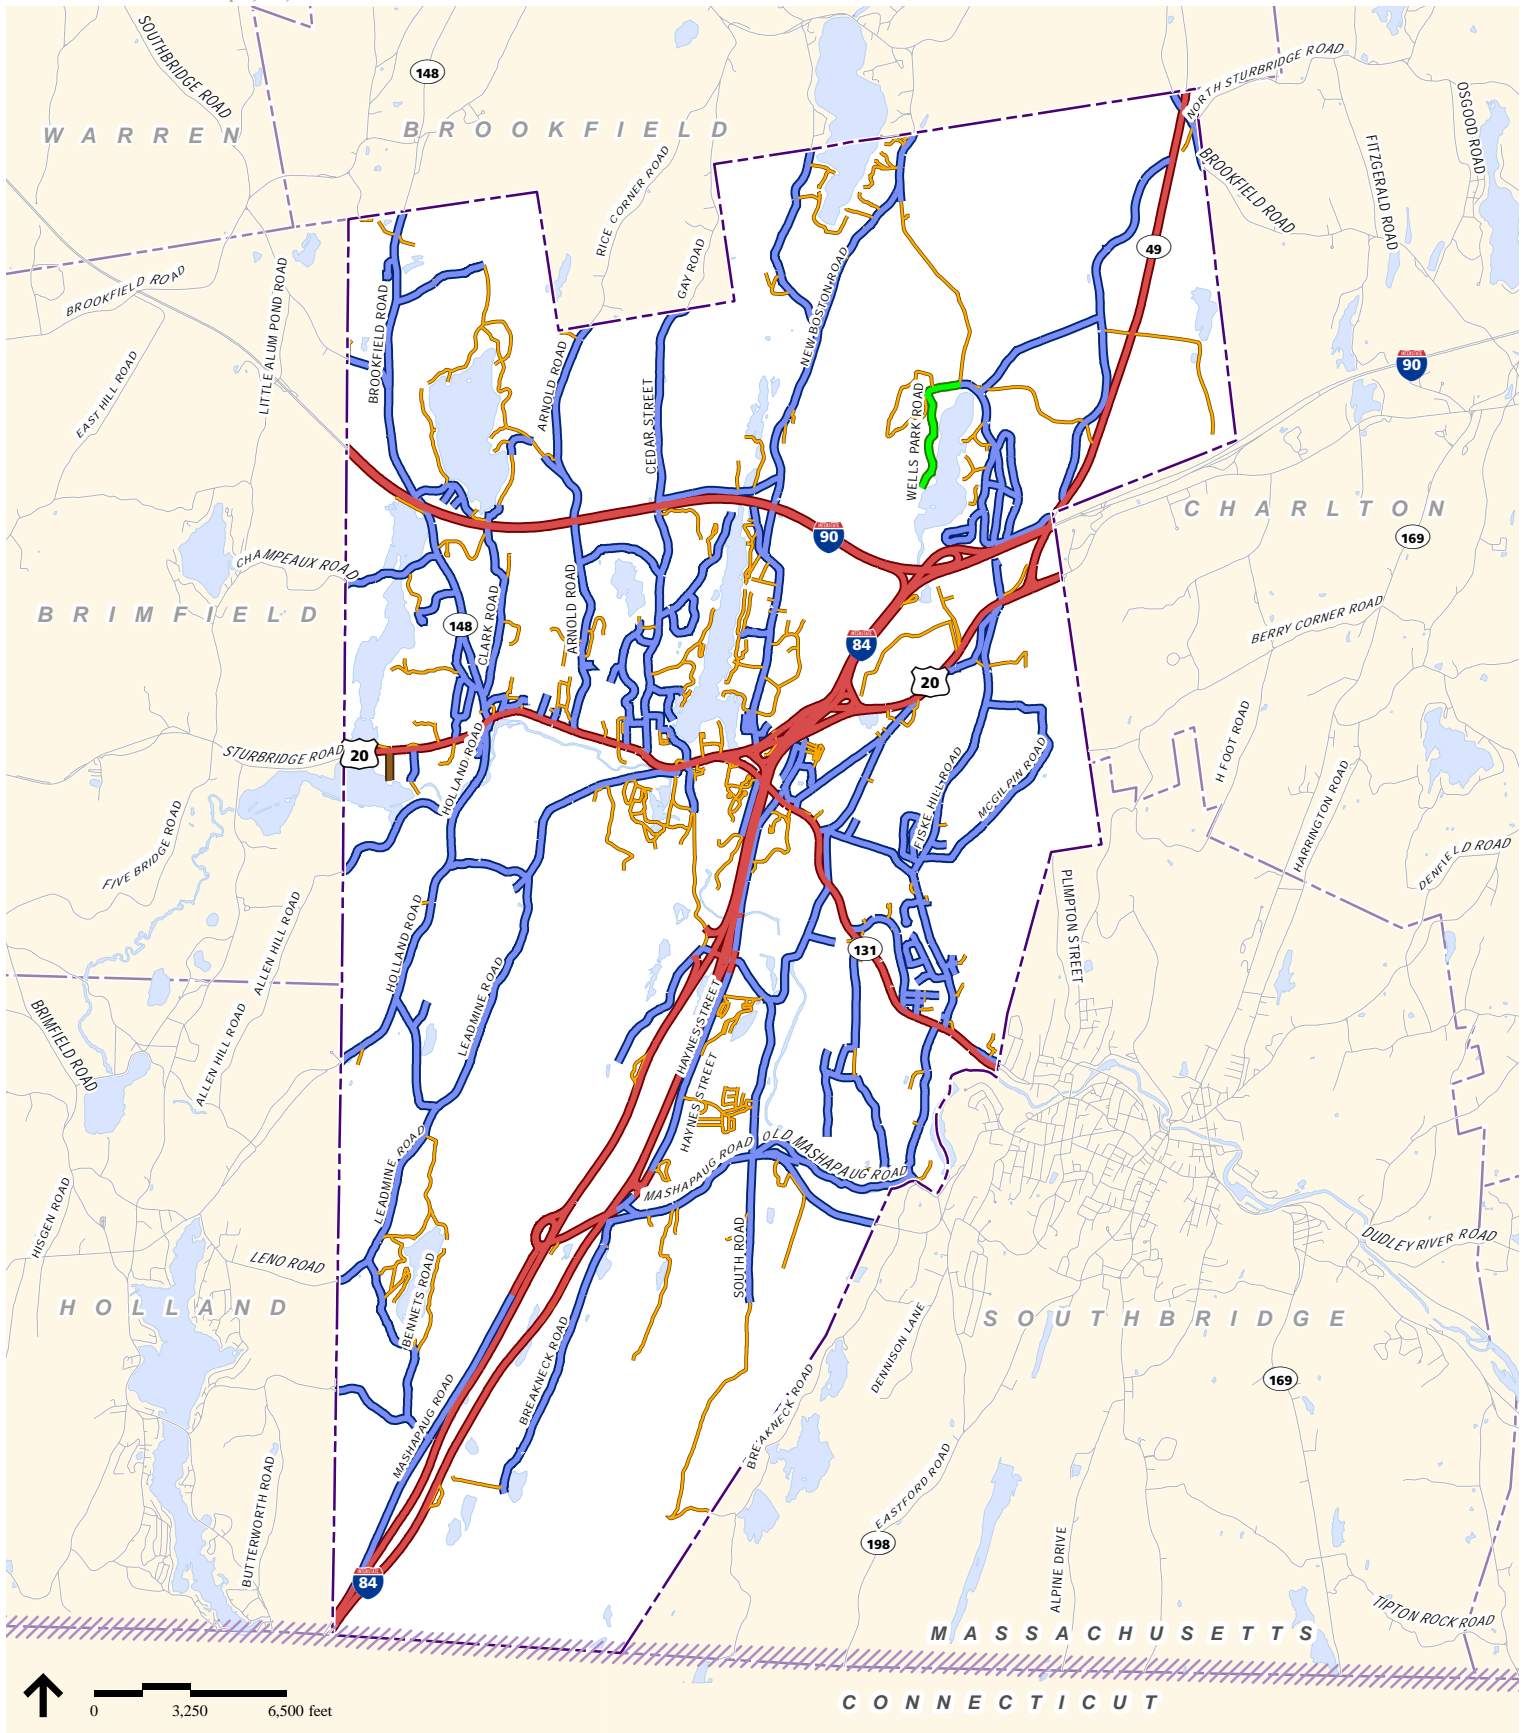 SOUTHBRIDGE ROAD
148
NORTH STURBRIDGE ROAD
OSGOOD ROAD
WARREN
BROOKFIELD
FITZGERALD ROAD
BROOKFIELD ROAD
RICE CORNER ROAD
GAY ROAD
49
BROOKFIELD ROAD
LITTLE ALUM POND ROAD
BROOKFIELD ROAD
NEW BOSTON ROAD
EAST HILL ROAD
ARNOLD ROAD
CEDAR STREET
WELLS PARK ROAD
90
CHARLTON
90
169
CHAMPEAUX ROAD
BRIMFIELD
148
CLARK ROAD
ARNOLD ROAD
84
BERRY CORNER ROAD
20
STURBRIDGE ROAD
20
HOLLAND ROAD
H FOOT ROAD
FISKE HILL ROAD
MCGILPIN ROAD
HARRINGTON ROAD
FIVE BRIDGE ROAD
DENFIELD ROAD
PLIMPTON STREET
ALLEN HILL ROAD
HOLLAND ROAD
131
LEADMINE ROAD
HAYNES STREET
BRIMFIELD ROAD
ALLEN HILL ROAD
HAYNES STREET
MASHAPAUG ROAD
OLD MASHAPAUG ROAD
LEADMINE ROAD
HISGEN ROAD
LENO ROAD
SOUTH ROAD
DUDLEY RIVER ROAD
HOLLAND
BENNETS ROAD
SOUTHBRIDGE
BREAKNECK ROAD
DENNISON LANE
169
MASHAPAUG ROAD
BREAKNECK ROAD
EASTFORD ROAD
BUTTERWORTH ROAD
198
84
ALPINE DRIVE
TIPTON ROCK ROAD
MASSACHUSETTS
CONNECTICUT
0
3,250
6,500 feet